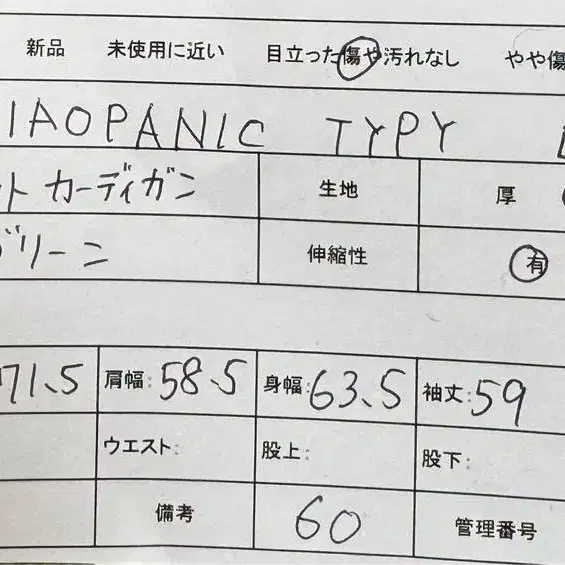 新品 未使用に近い 目立った傷や汚れなし やや傷
IAOPANIC TYPY
ット カーディガン 生地 厚
グリーン 伸縮性 有
71.5 肩幅: 58.5 身幅: 63.5 袖丈: 59
ウエスト: 股上: 股下:
備考 60 管理番号